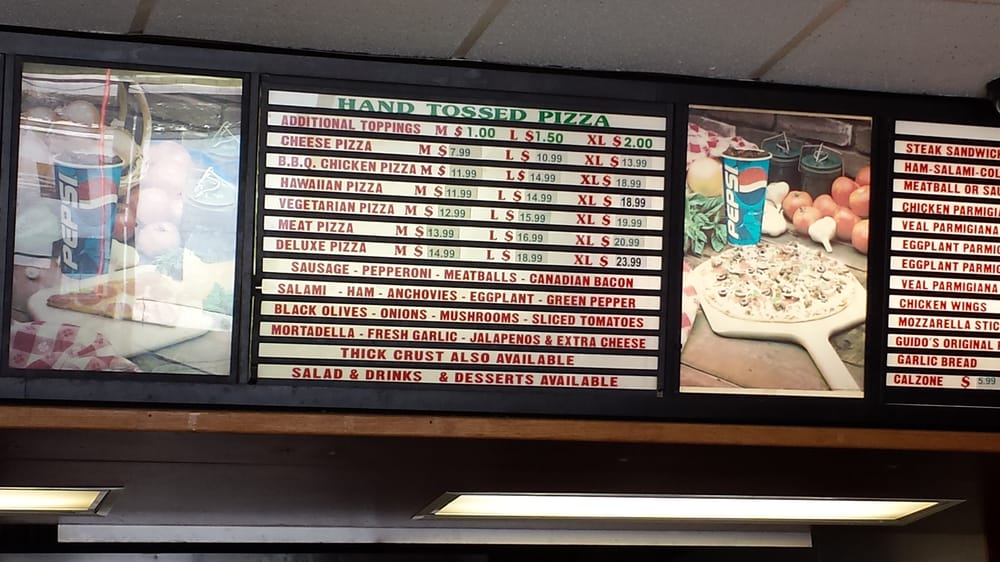 PEPSI
HAND TOSSED PIZZA
ADDITIONAL TOPPINGS M $ 1.00 L $ 1.50 XL $ 2.00
CHEESE PIZZA M $ 7.99 L $ 10.99 XL $ 13.99
B.B.Q. CHICKEN PIZZA M $ 11.99 L $ 14.99 XL $ 18.99
HAWAIIAN PIZZA M $ 11.99 L $ 14.99 XL $ 18.99
VEGETARIAN PIZZA M $ 12.99 L $ 15.99 XL $ 19.99
MEAT PIZZA M $ 13.99 L $ 16.99 XL $ 20.99
DELUXE PIZZA M $ 14.99 L $ 18.99 XL $ 23.99
SAUSAGE - PEPPERONI - MEATBALLS - CANADIAN BACON
SALAMI - HAM - ANCHOVIES - EGGPLANT - GREEN PEPPER
BLACK OLIVES - ONIONS - MUSHROOMS - SLICED TOMATOES
MORTADELLA - FRESH GARLIC - JALAPENOS & EXTRA CHEESE
THICK CRUST ALSO AVAILABLE
SALAD & DRINKS & DESSERTS AVAILABLE
PEPSI
STEAK SANDWIC
HAM-SALAMI-COL
MEATBALL OR SA
CHICKEN PARMIG
VEAL PARMIGIANA
EGGPLANT PARMIG
EGGPLANT PARMIG
VEAL PARMIGIANA
CHICKEN WINGS
MOZZARELLA STIC
GUIDO'S ORIGINAL
GARLIC BREAD
CALZONE $ 5.99